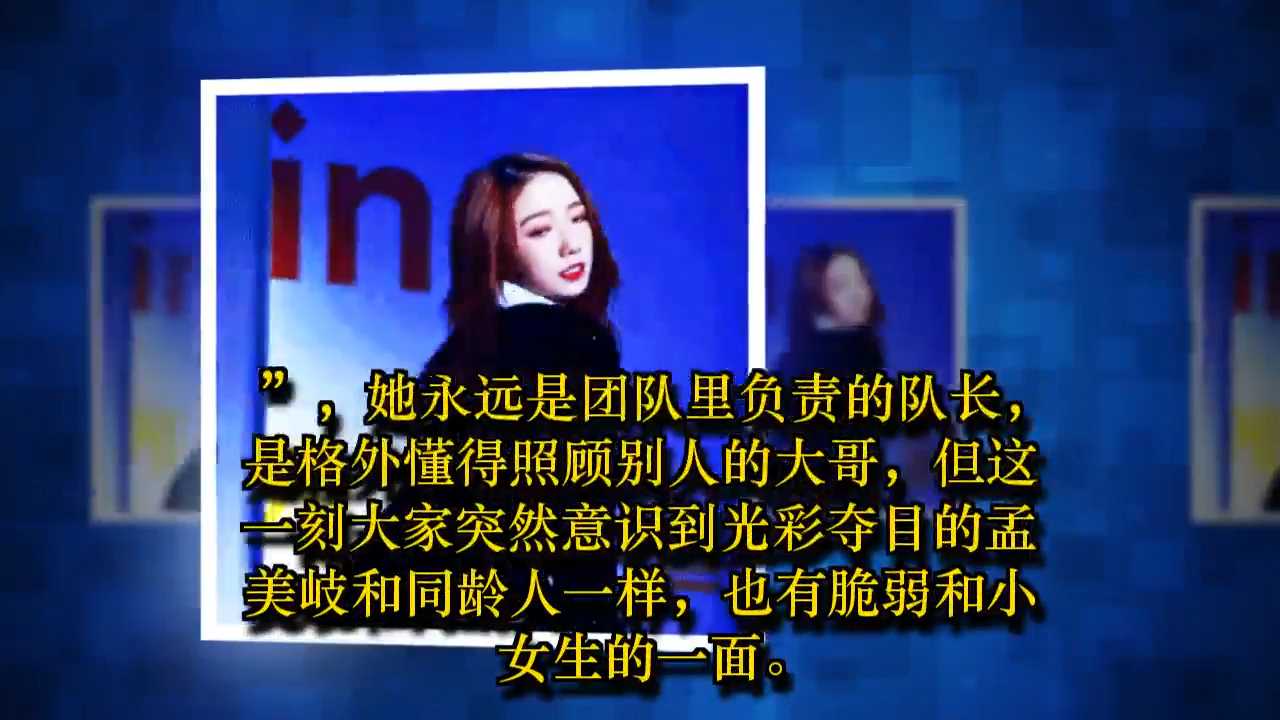 in
”，她永远是团队里负责的队长，
是格外懂得照顾别人的大哥，但这
一刻大家突然意识到光彩夺目的孟
美岐和同龄人一样，也有脆弱和小
女生的一面。